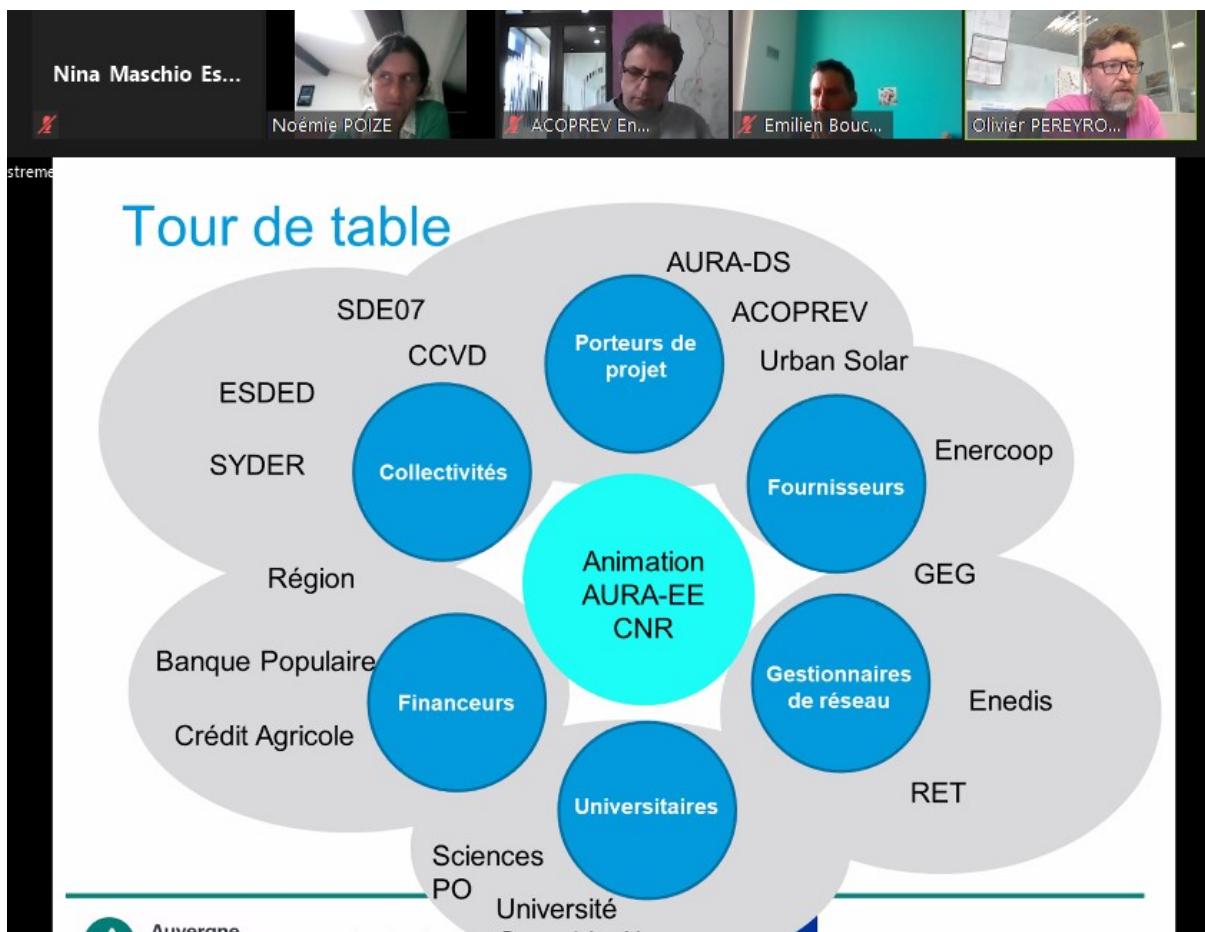 Nina Maschio Es...
Noémie POIZE
ACOPREV En...
Emilien Bouc...
Olivier PEREYRO...
streme
Tour de table
AURA-DS
SDE07
ACOPREV
Porteurs de
projet
CCVD
Urban Solar
ESDED
Enercoop
SYDER
Collectivités
Fournisseurs
Animation
AURA-EE
CNR
Région
GEG
Banque Populaire
Gestionnaires
de réseau
Financeurs
Enedis
Crédit Agricole
RET
Universitaires
Sciences
PO
Université
Auvergne